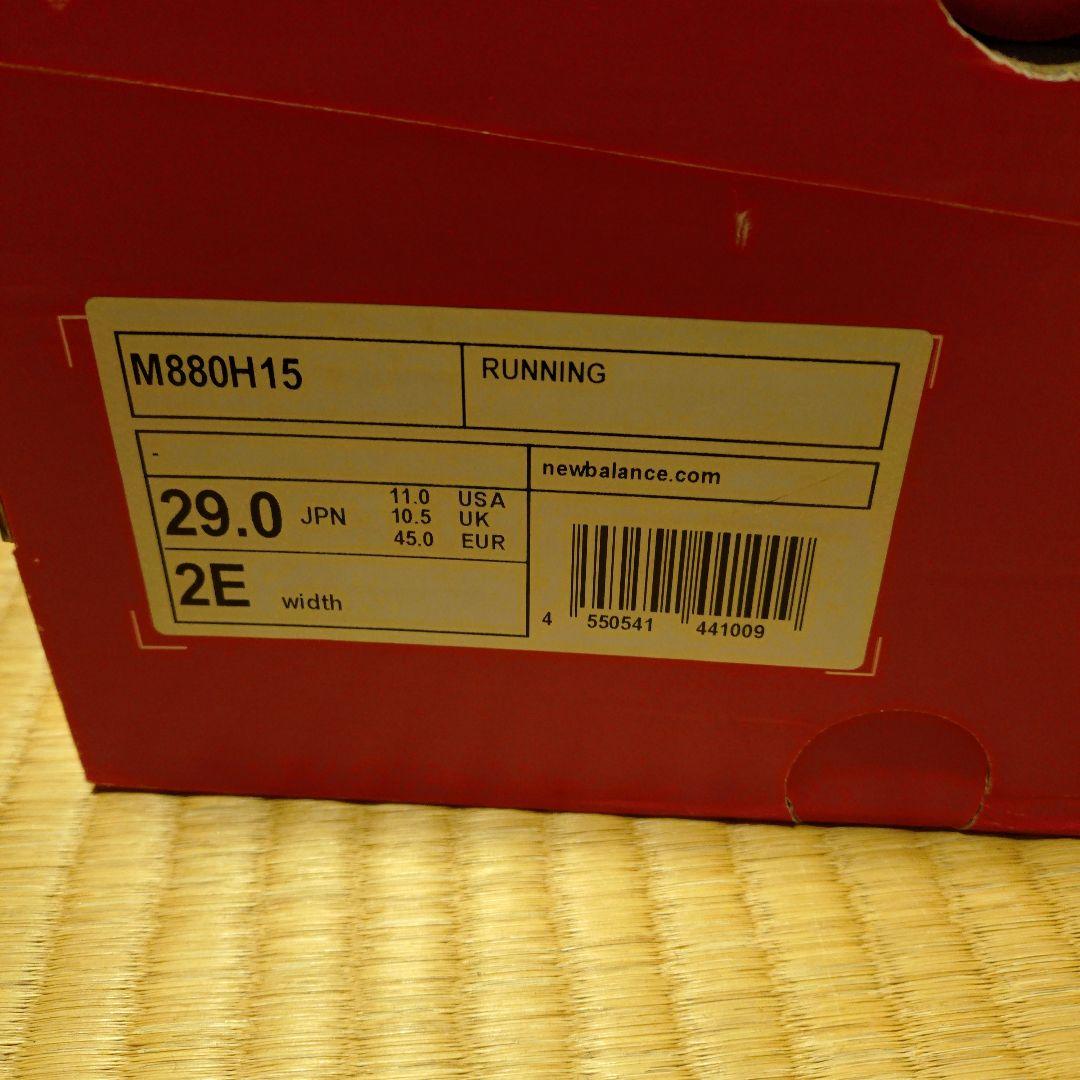 M880H15
RUNNING
-
newbalance.com
29.0 JPN
11.0 USA
10.5 UK
45.0 EUR
2E width
4 550541 441009